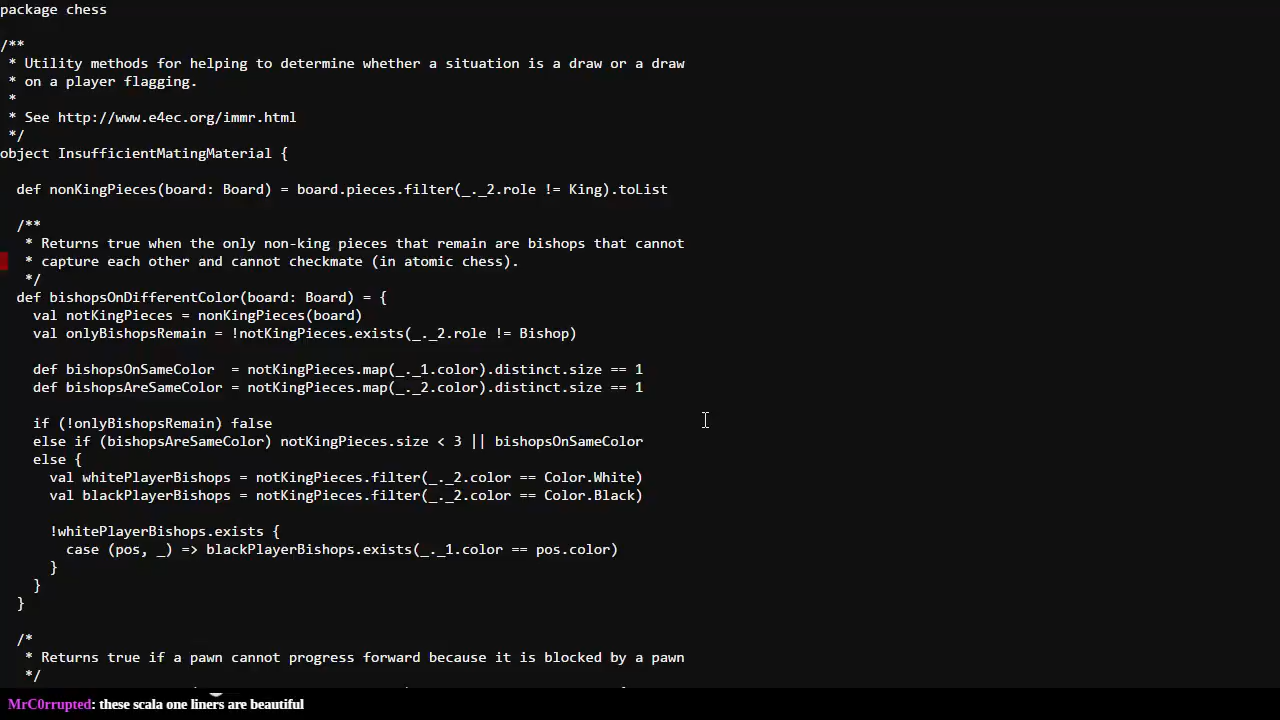 package chess
/**
 * Utility methods for helping to determine whether a situation is a draw or a draw
 * on a player flagging.
 *
 * See http://www.e4ec.org/immr.html
 */
object InsufficientMatingMaterial {
  def nonKingPieces(board: Board) = board.pieces.filter(_._2.role != King).toList
  /**
   * Returns true when the only non-king pieces that remain are bishops that cannot
   * capture each other and cannot checkmate (in atomic chess).
   */
  def bishopsOnDifferentColor(board: Board) = {
    val notKingPieces = nonKingPieces(board)
    val onlyBishopsRemain = !notKingPieces.exists(_._2.role != Bishop)
    def bishopsOnSameColor  = notKingPieces.map(_._1.color).distinct.size == 1
    def bishopsAreSameColor = notKingPieces.map(_._2.color).distinct.size == 1
    if (!onlyBishopsRemain) false
    else if (bishopsAreSameColor) notKingPieces.size < 3 || bishopsOnSameColor
    else {
      val whitePlayerBishops = notKingPieces.filter(_._2.color == Color.White)
      val blackPlayerBishops = notKingPieces.filter(_._2.color == Color.Black)
      !whitePlayerBishops.exists {
        case (pos, _) => blackPlayerBishops.exists(_._1.color == pos.color)
      }
    }
  }
  /*
   * Returns true if a pawn cannot progress forward because it is blocked by a pawn
   */
MrC0rrupted: these scala one liners are beautiful